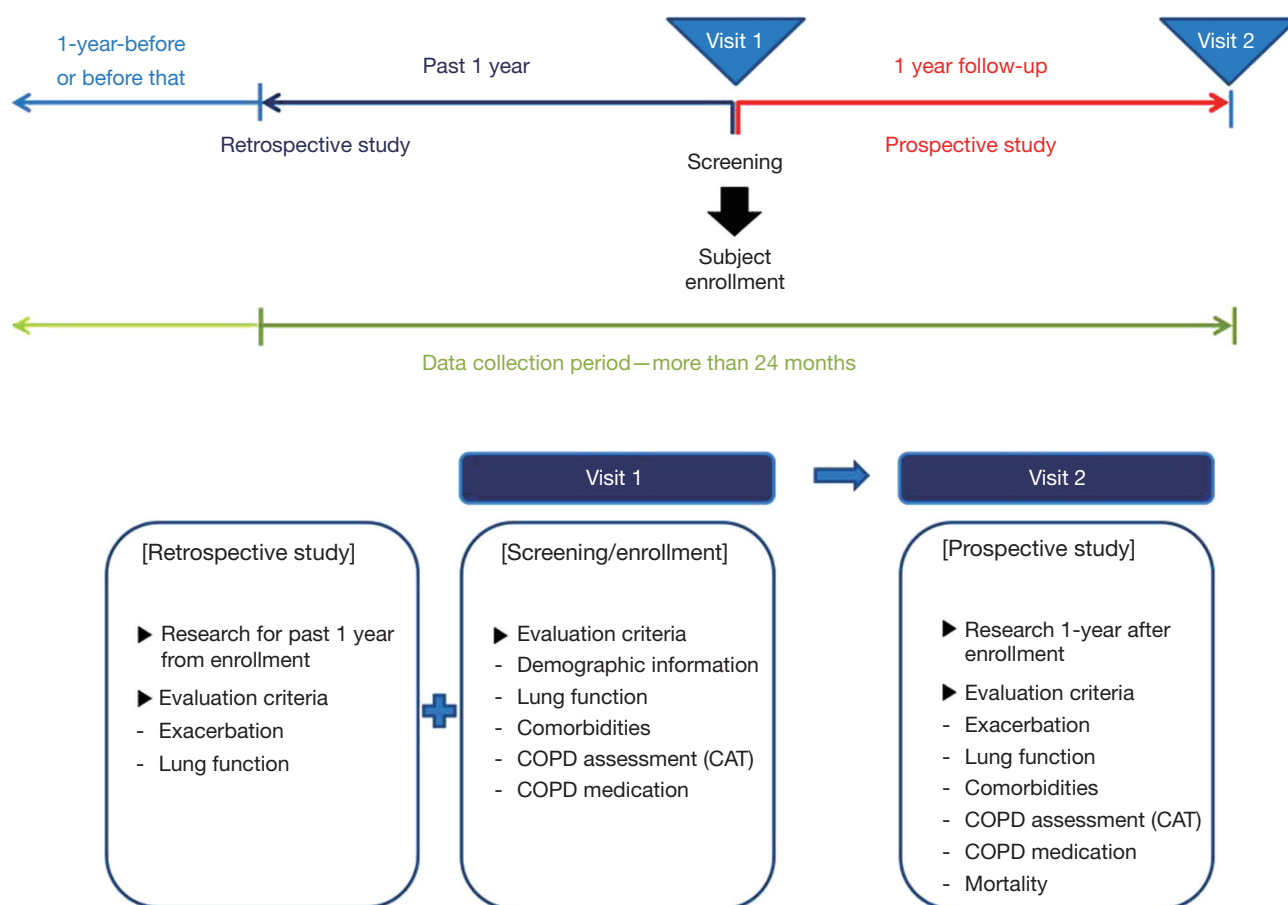 1-year-before
or before that
Past 1 year
Visit 1
1 year follow-up
Visit 2
Retrospective study
Prospective study
Screening
Subject
enrollment
Data collection period—more than 24 months
Visit 1
Visit 2
[Retrospective study]
▶ Research for past 1 year
from enrollment
▶ Evaluation criteria
- Exacerbation
- Lung function
[Screening/enrollment]
▶ Evaluation criteria
- Demographic information
- Lung function
- Comorbidities
- COPD assessment (CAT)
- COPD medication
[Prospective study]
▶ Research 1-year after
enrollment
▶ Evaluation criteria
- Exacerbation
- Lung function
- Comorbidities
- COPD assessment (CAT)
- COPD medication
- Mortality